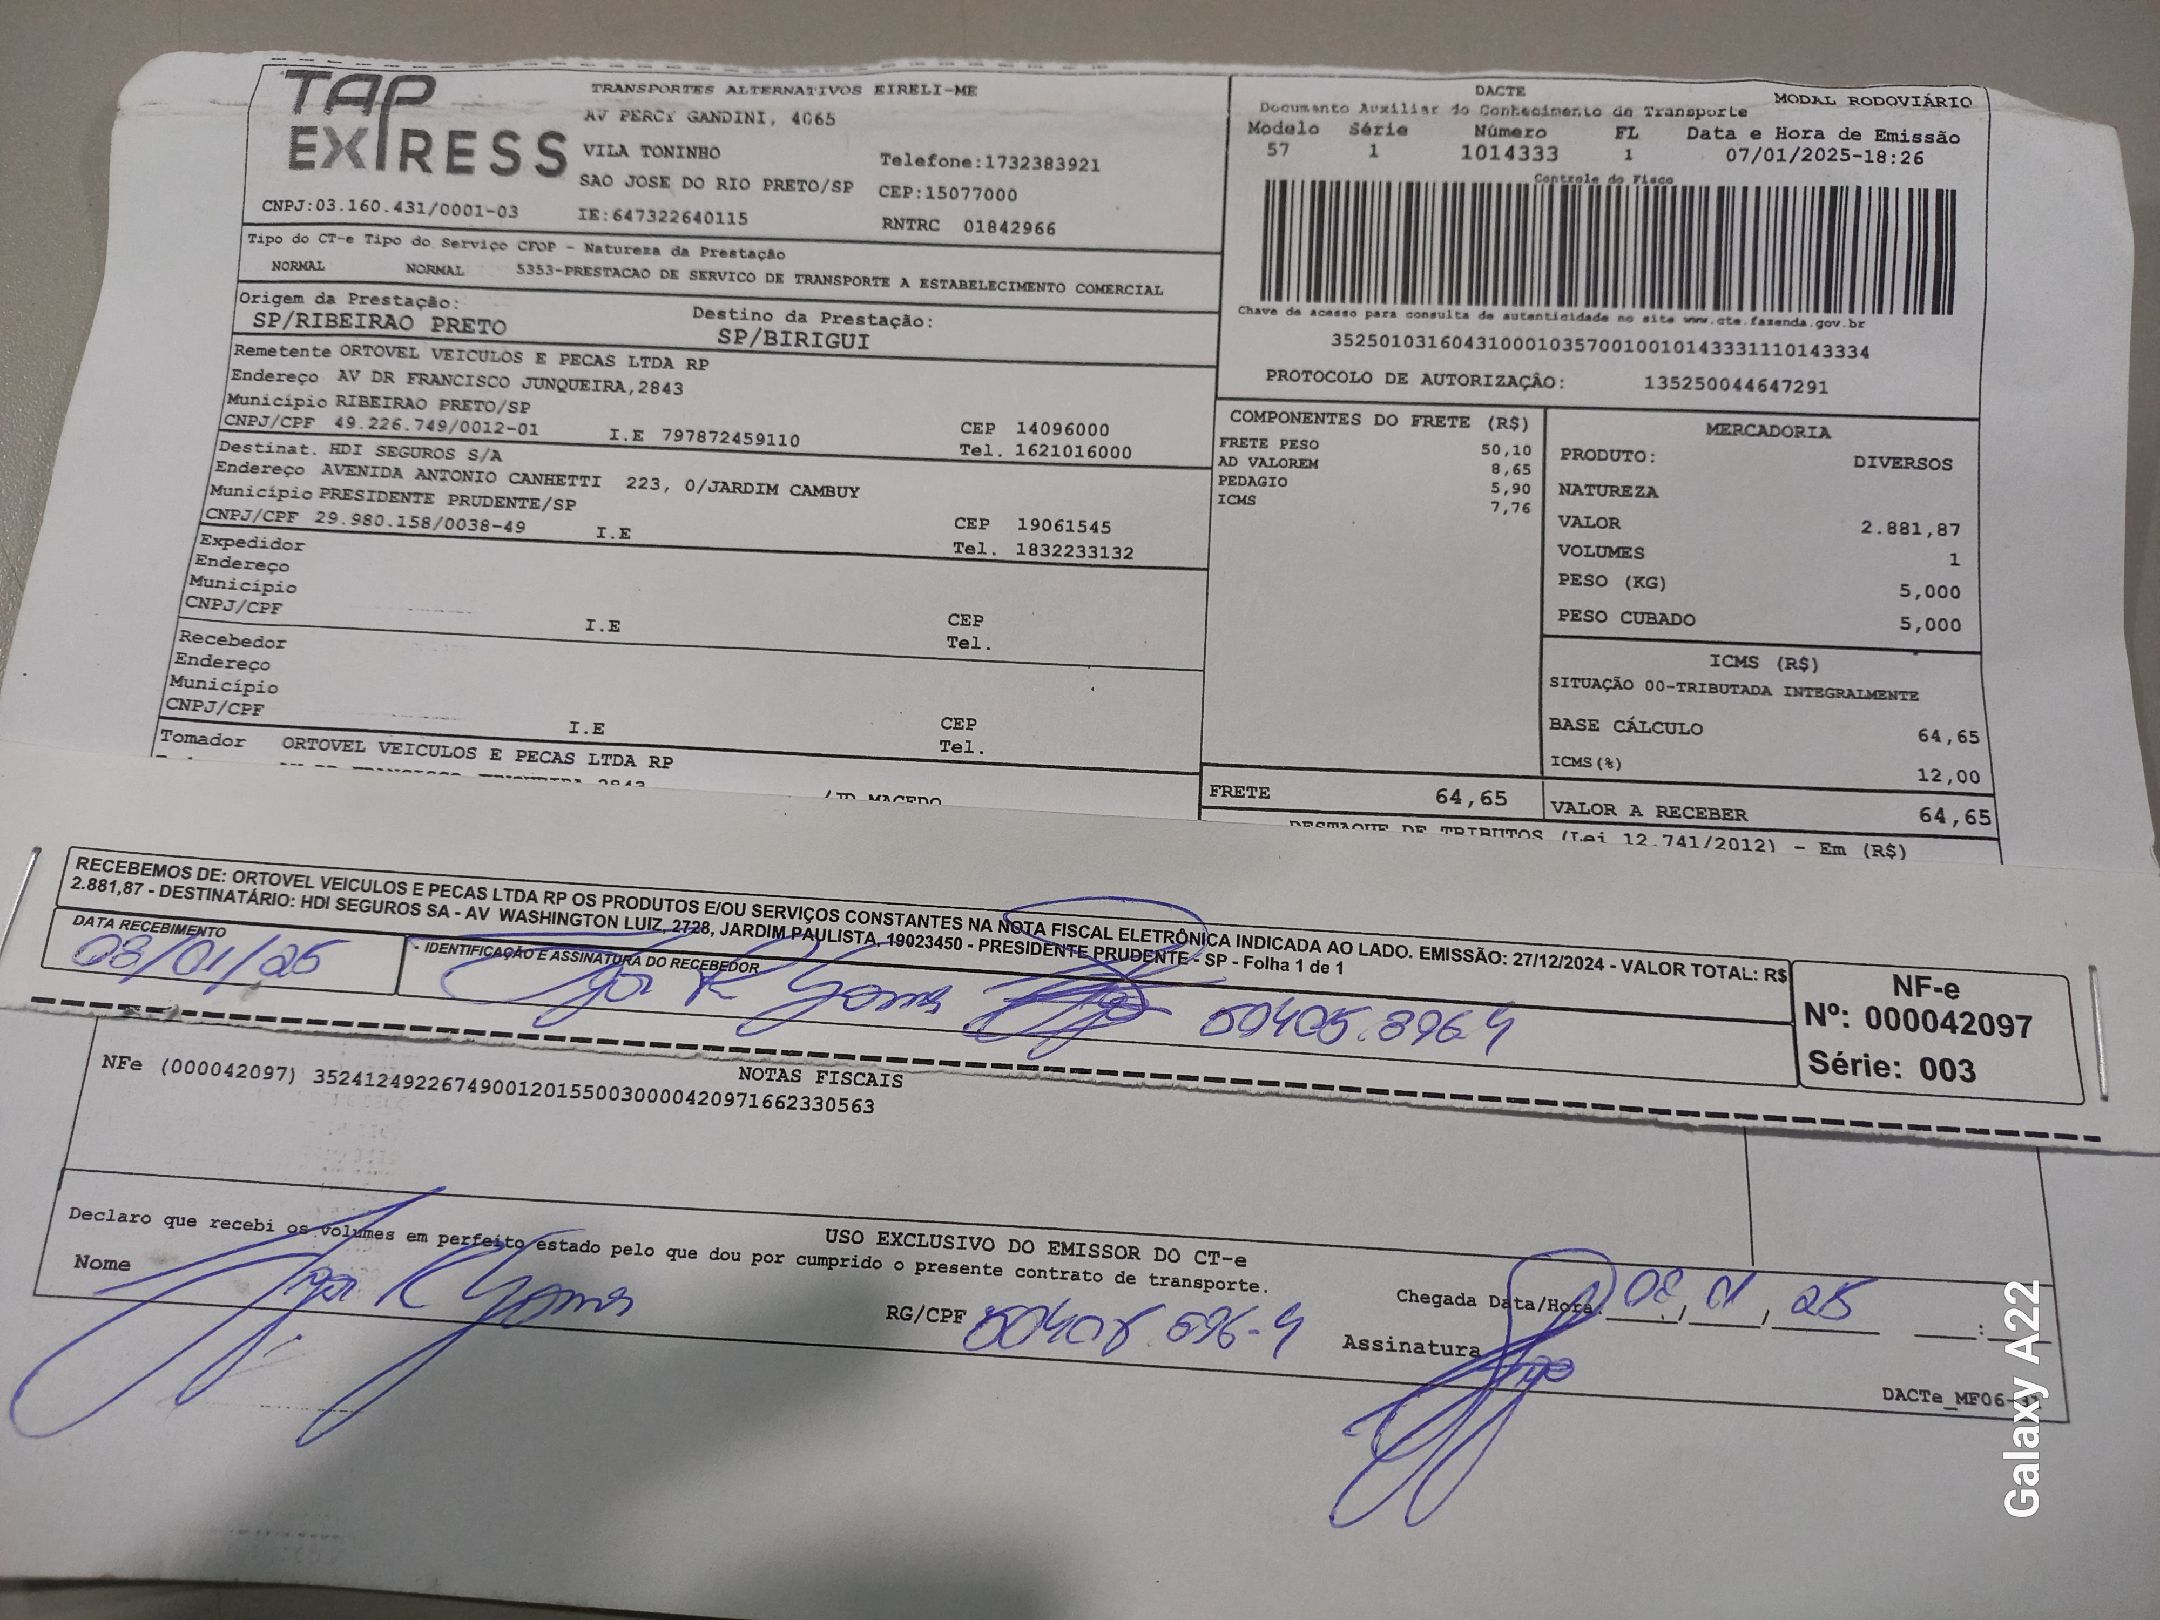 TAP EXPRESS
TRANSPORTES ALTERNATIVOS EIRELI-ME
AV PERCY GANDINI, 4065
VILA TONINHO
Telefone:1732383921
SAO JOSE DO RIO PRETO/SP CEP:15077000
CNPJ:03.160.431/0001-03 IE:647322640115 RNTRC 01842966
DACTE
Documento Auxiliar do Conhecimento de Transporte MODAL RODOVIÁRIO
Modelo Série Número FL Data e Hora de Emissão
57 1 1014333 1 07/01/2025-18:26
Controle do Fisco
Chave de acesso para consulta de autenticidade no site www.cte.fazenda.gov.br
35250103160431000103570010010143331110143334
PROTOCOLO DE AUTORIZAÇÃO: 135250044647291
Tipo do CT-e Tipo do Serviço CFOP - Natureza da Prestação
NORMAL NORMAL 5353-PRESTACAO DE SERVICO DE TRANSPORTE A ESTABELECIMENTO COMERCIAL
Origem da Prestação: Destino da Prestação:
SP/RIBEIRAO PRETO SP/BIRIGUI
Remetente ORTOVEL VEICULOS E PECAS LTDA RP
Endereço AV DR FRANCISCO JUNQUEIRA,2843
Município RIBEIRAO PRETO/SP CEP 14096000
CNPJ/CPF 49.226.749/0012-01 I.E 797872459110 Tel. 1621016000
Destinat. HDI SEGUROS S/A
Endereço AVENIDA ANTONIO CANHETTI 223, 0/JARDIM CAMBUY
Município PRESIDENTE PRUDENTE/SP CEP 19061545
CNPJ/CPF 29.980.158/0038-49 I.E Tel. 1832233132
Expedidor
Endereço
Município CEP
CNPJ/CPF I.E Tel.
Recebedor
Endereço
Município CEP
CNPJ/CPF I.E Tel.
Tomador ORTOVEL VEICULOS E PECAS LTDA RP
/JD MACEDO
COMPONENTES DO FRETE (R$)
FRETE PESO 50,10
AD VALOREM 8,65
PEDAGIO 5,90
ICMS 7,76
MERCADORIA
PRODUTO: DIVERSOS
NATUREZA
VALOR 2.881,87
VOLUMES 1
PESO (KG) 5,000
PESO CUBADO 5,000
ICMS (R$)
SITUAÇÃO 00-TRIBUTADA INTEGRALMENTE
BASE CÁLCULO 64,65
ICMS(%) 12,00
FRETE 64,65 VALOR A RECEBER 64,65
DESTAQUE DE TRIBUTOS (Lei 12.741/2012) - Em (R$)
RECEBEMOS DE: ORTOVEL VEICULOS E PECAS LTDA RP OS PRODUTOS E/OU SERVIÇOS CONSTANTES NA NOTA FISCAL ELETRÔNICA INDICADA AO LADO. EMISSÃO: 27/12/2024 - VALOR TOTAL: R$
2.881,87 - DESTINATÁRIO: HDI SEGUROS SA - AV WASHINGTON LUIZ, 2728, JARDIM PAULISTA, 19023450 - PRESIDENTE PRUDENTE - SP - Folha 1 de 1
DATA RECEBIMENTO - IDENTIFICAÇÃO E ASSINATURA DO RECEBEDOR
08/01/25
NF-e
Nº: 000042097
Série: 003
NOTAS FISCAIS
NFe (000042097) 35241249226749001201550030000420971662330563
USO EXCLUSIVO DO EMISSOR DO CT-e
Declaro que recebi os volumes em perfeito estado pelo que dou por cumprido o presente contrato de transporte.
Nome RG/CPF Chegada Data/Hora. 08, 01, 25 :
Assinatura
DACTe_MF06
Galaxy A22